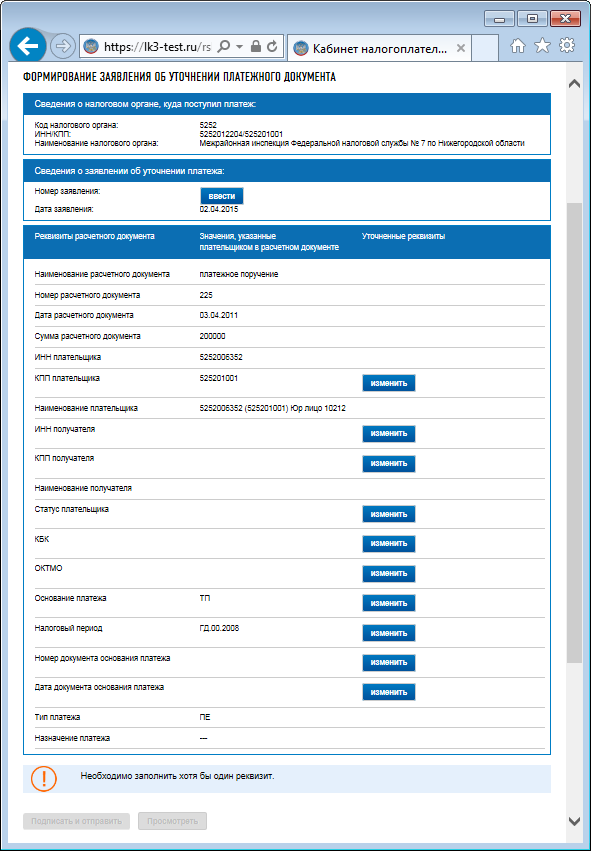 https://lk3-test.ru/rs
Кабинет налогоплател...
ФОРМИРОВАНИЕ ЗАЯВЛЕНИЯ ОБ УТОЧНЕНИИ ПЛАТЕЖНОГО ДОКУМЕНТА
Сведения о налоговом органе, куда поступил платеж:
Код налогового органа: 5252
ИНН/КПП: 5252012204/525201001
Наименование налогового органа: Межрайонная инспекция Федеральной налоговой службы № 7 по Нижегородской области
Сведения о заявлении об уточнении платежа:
Номер заявления: ввести
Дата заявления: 02.04.2015
Реквизиты расчетного документа Значения, указанные Уточненные реквизиты
плательщиком в расчетном документе
Наименование расчетного документа платежное поручение
Номер расчетного документа 225
Дата расчетного документа 03.04.2011
Сумма расчетного документа 200000
ИНН плательщика 5252006352
КПП плательщика 525201001 изменить
Наименование плательщика 5252006352 (525201001) Юр лицо 10212
ИНН получателя изменить
КПП получателя изменить
Наименование получателя
Статус плательщика изменить
КБК изменить
ОКТМО изменить
Основание платежа ТП изменить
Налоговый период ГД.00.2008 изменить
Номер документа основания платежа изменить
Дата документа основания платежа изменить
Тип платежа ПЕ
Назначение платежа ---
Необходимо заполнить хотя бы один реквизит.
Подписать и отправить Просмотреть